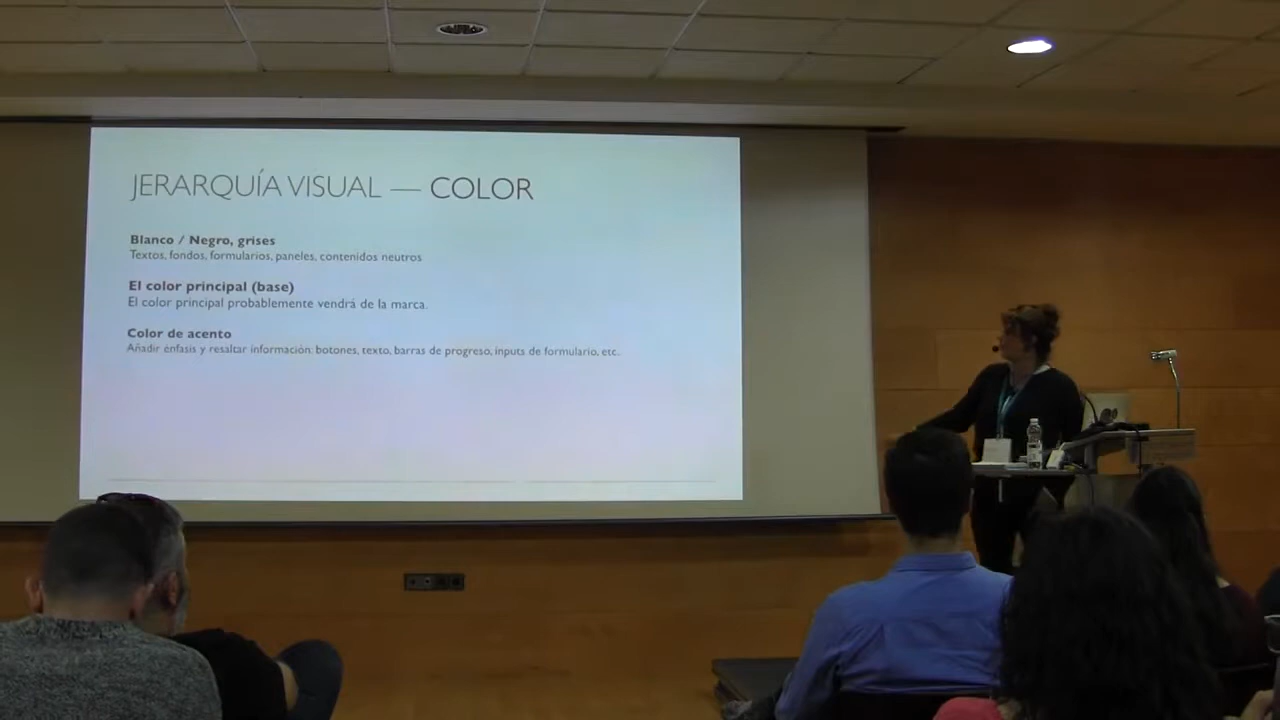 JERARQUÍA VISUAL — COLOR
Blanco / Negro, grises
Textos, fondos, formularios, paneles, contenidos neutros
El color principal (base)
El color principal probablemente vendrá de la marca.
Color de acento
Añadir énfasis y resaltar información: botones, texto, barras de progreso, inputs de formulario, etc.